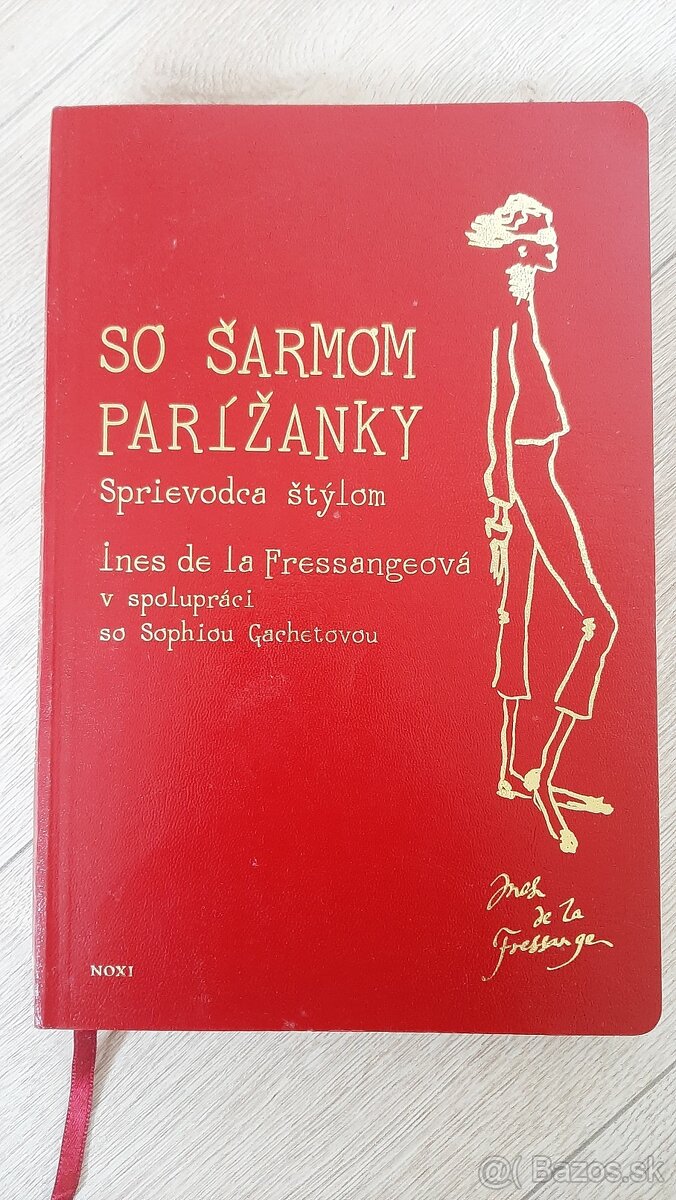 SO ŠARMOM
PARÍŽANKY
Sprievodca štýlom
Ines de la Fressangeová
v spolupráci
so Sophiou Gachetovou
Ines
de la
Fressange
NOXI
@( Bazos.sk